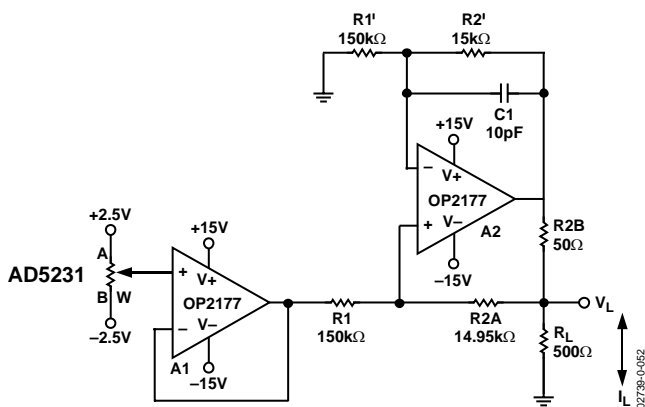 R1' R2'
150kΩ 15kΩ
C1
10pF
+15V
− V+
OP2177
+ V− A2
−15V
R2B
50Ω
+2.5V
A
AD5231
B W
−2.5V
+15V
+ V+
OP2177
− V−
A1 −15V
R1
150kΩ
R2A
14.95kΩ
VL
RL
500Ω
IL
02739-0-052